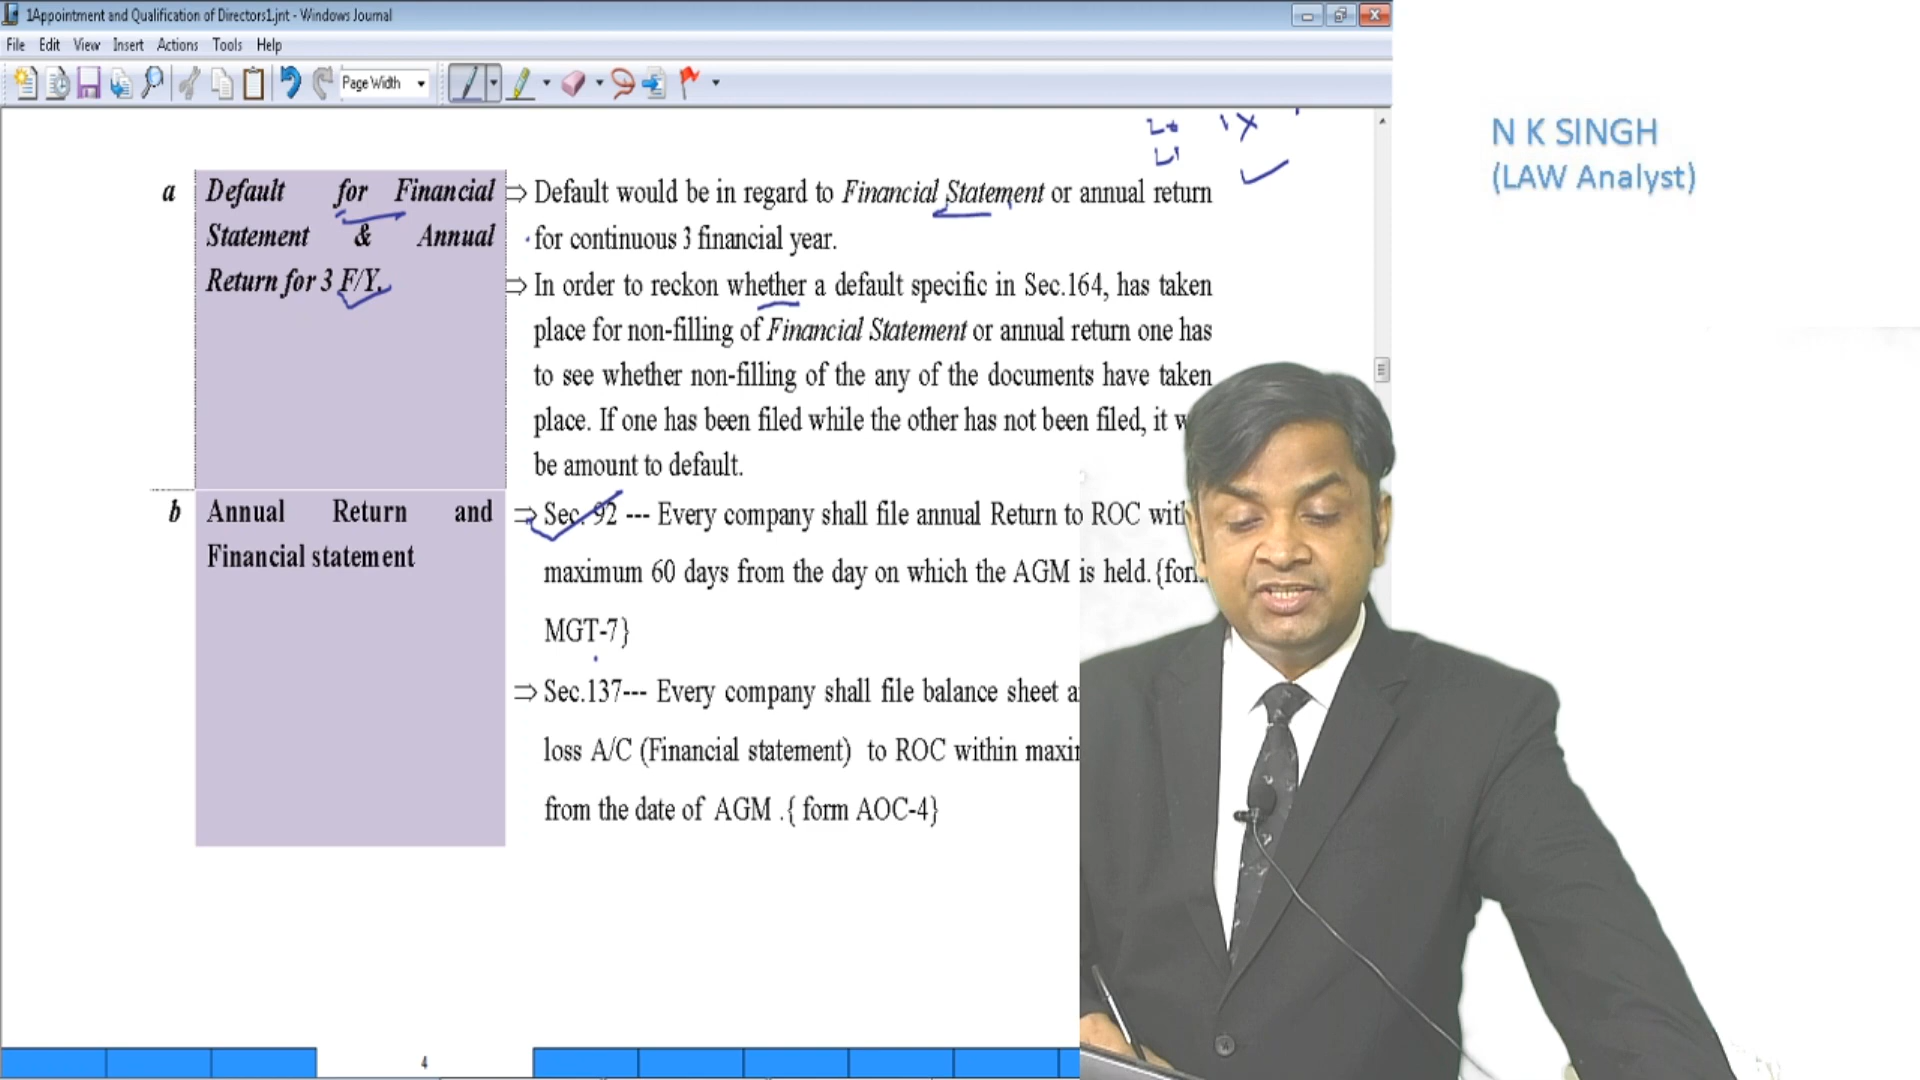 1Appointment and Qualification of Directors1.jnt - Windows Journal
File Edit View Insert Actions Tools Help
Page Width
N K SINGH
(LAW Analyst)
a Default for Financial Statement & Annual Return for 3 F/Y.
⇒ Default would be in regard to Financial Statement or annual return
for continuous 3 financial year.
⇒ In order to reckon whether a default specific in Sec.164, has taken
place for non-filling of Financial Statement or annual return one has
to see whether non-filling of the any of the documents have taken
place. If one has been filed while the other has not been filed, it
be amount to default.
b Annual Return and Financial statement
⇒ Sec. 92 --- Every company shall file annual Return to ROC
maximum 60 days from the day on which the AGM is held.
MGT-7}
⇒ Sec.137--- Every company shall file balance sheet
loss A/C (Financial statement) to ROC within
from the date of AGM .{ form AOC-4}
4